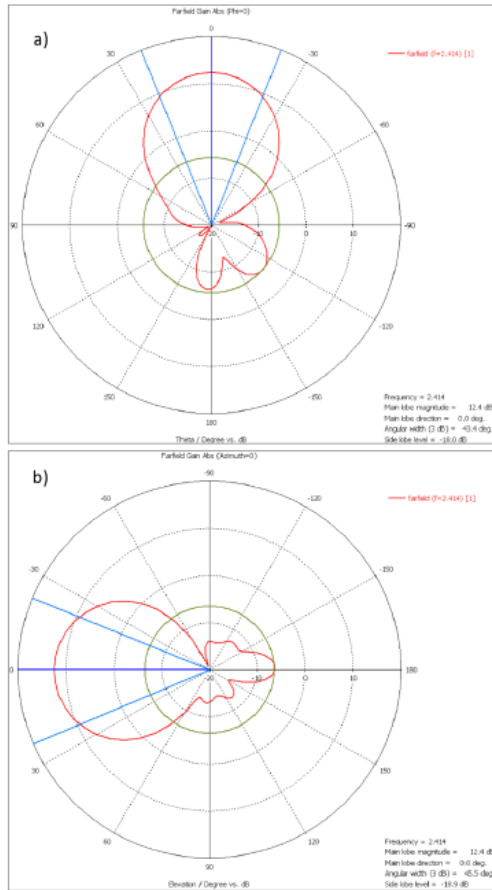 Farfield Gain Abs (Phi=0)
a)
0
30
-30
farfield (f=2.414) [1]
60
-60
90
-20
-10
0
10
-90
120
-120
150
-150
180
Frequency = 2.414
Main lobe magnitude = 12.4 dB
Main lobe direction = 0.0 deg.
Angular width (3 dB) = 43.4 deg.
Side lobe level = -18.0 dB
Theta / Degree vs. dB
Farfield Gain Abs (Azimuth=0)
b)
-90
-60
-120
farfield (f=2.414) [1]
-30
-150
0
-20
-10
0
10
180
30
150
60
120
90
Frequency = 2.414
Main lobe magnitude = 12.4 dB
Main lobe direction = 0.0 deg.
Angular width (3 dB) = 45.5 deg.
Side lobe level = -18.9 dB
Elevation / Degree vs. dB